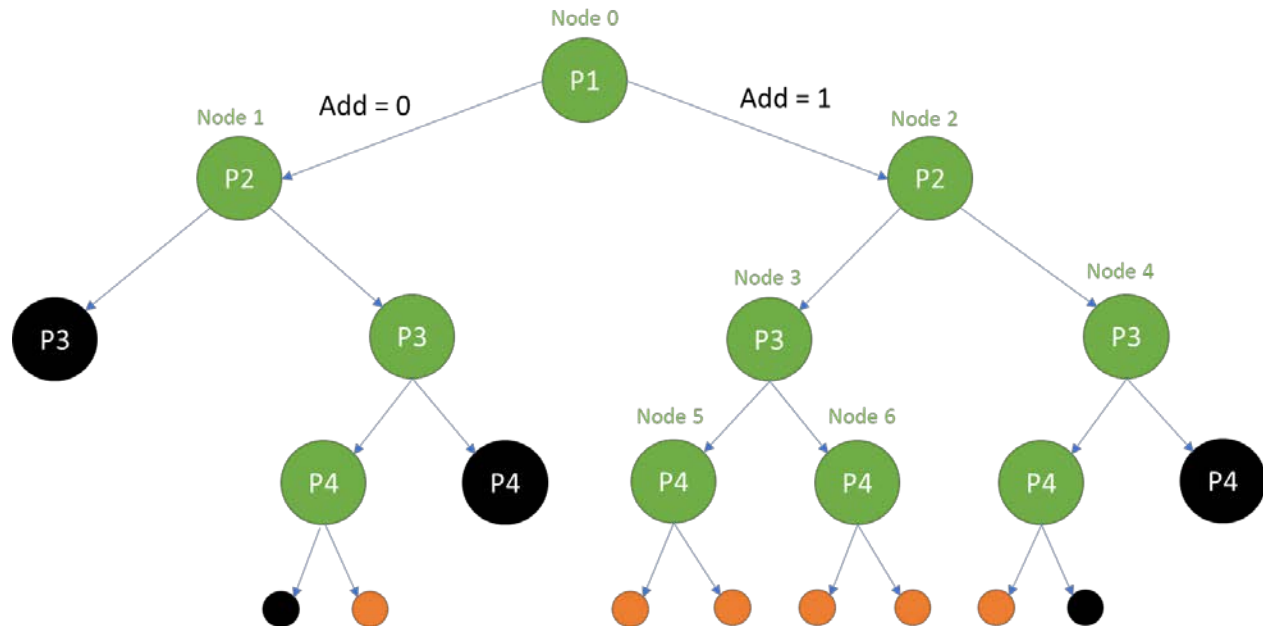 Node 0
P1
Add = 0
Add = 1
Node 1
Node 2
P2
P2
Node 3
Node 4
P3
P3
P3
P3
Node 5
Node 6
P4
P4
P4
P4
P4
P4